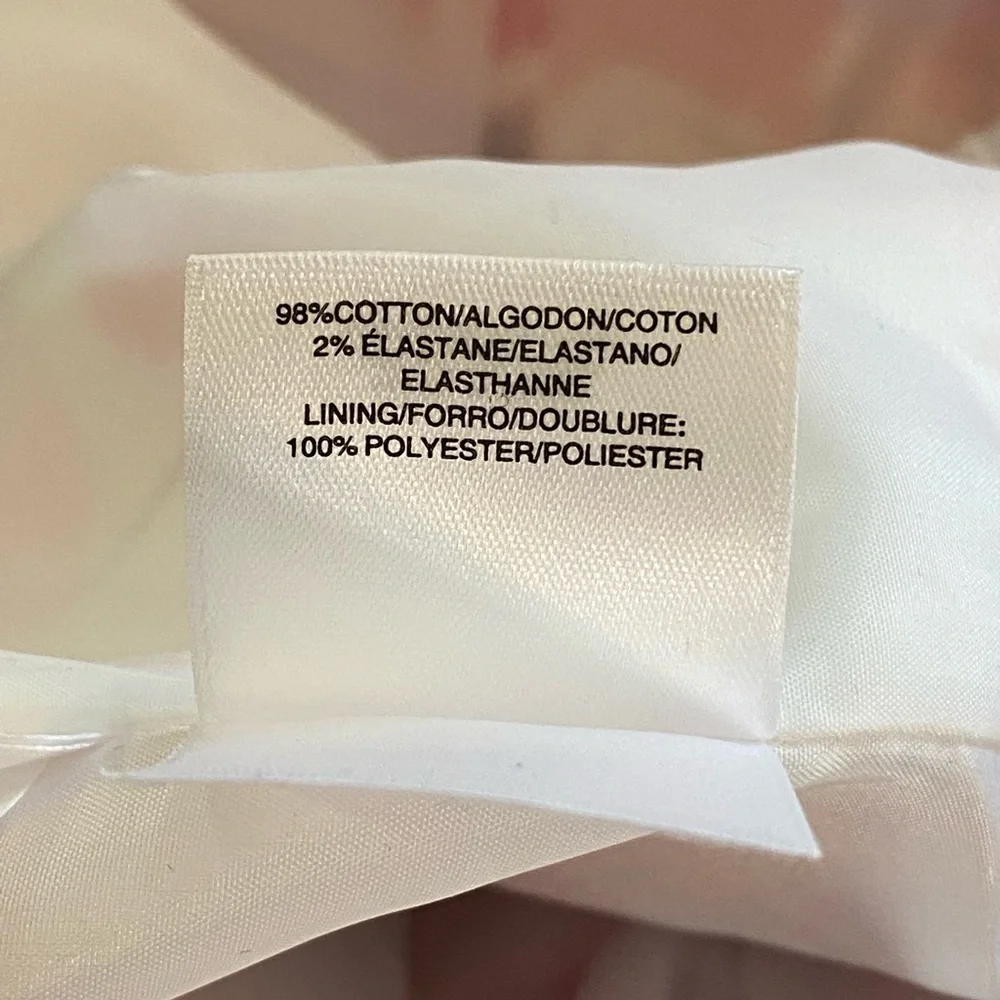 98%COTTON/ALGODON/COTON
2% ÉLASTANE/ELASTANO/
ELASTHANNE
LINING/FORRO/DOUBLURE:
100% POLYESTER/POLIESTER